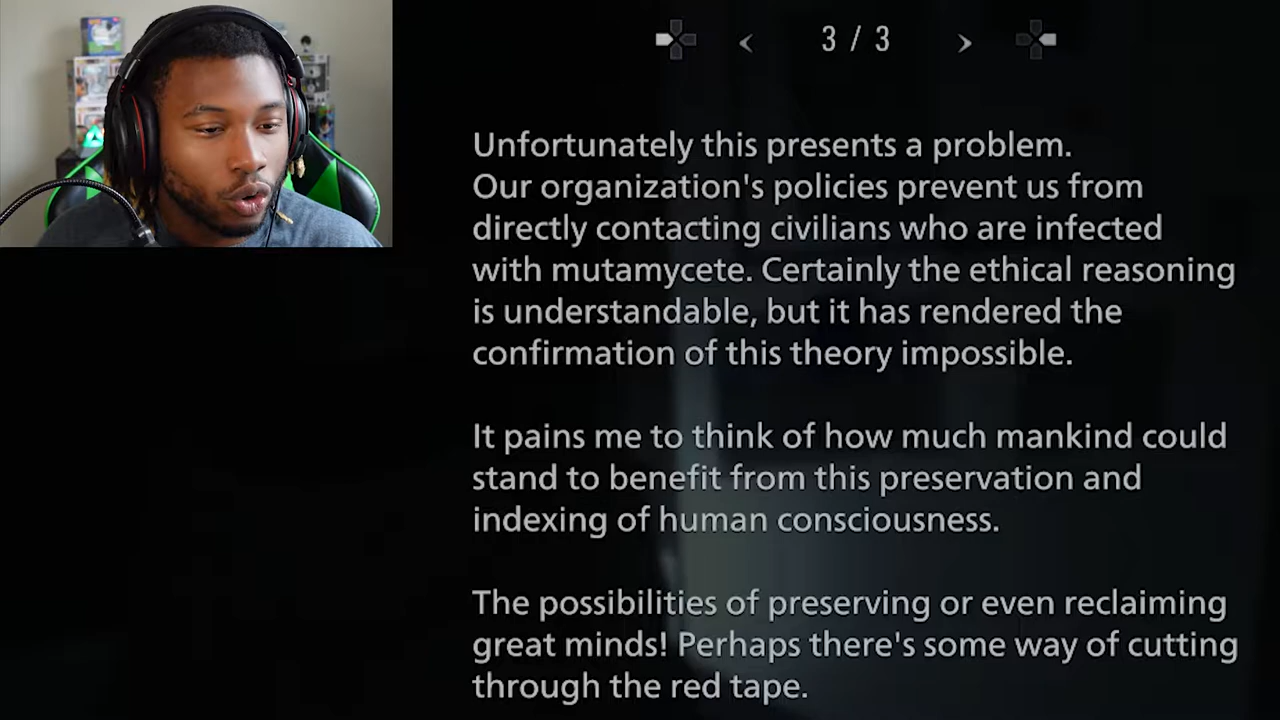 3 / 3
Unfortunately this presents a problem.
Our organization's policies prevent us from
directly contacting civilians who are infected
with mutamycete. Certainly the ethical reasoning
is understandable, but it has rendered the
confirmation of this theory impossible.
It pains me to think of how much mankind could
stand to benefit from this preservation and
indexing of human consciousness.
The possibilities of preserving or even reclaiming
great minds! Perhaps there's some way of cutting
through the red tape.